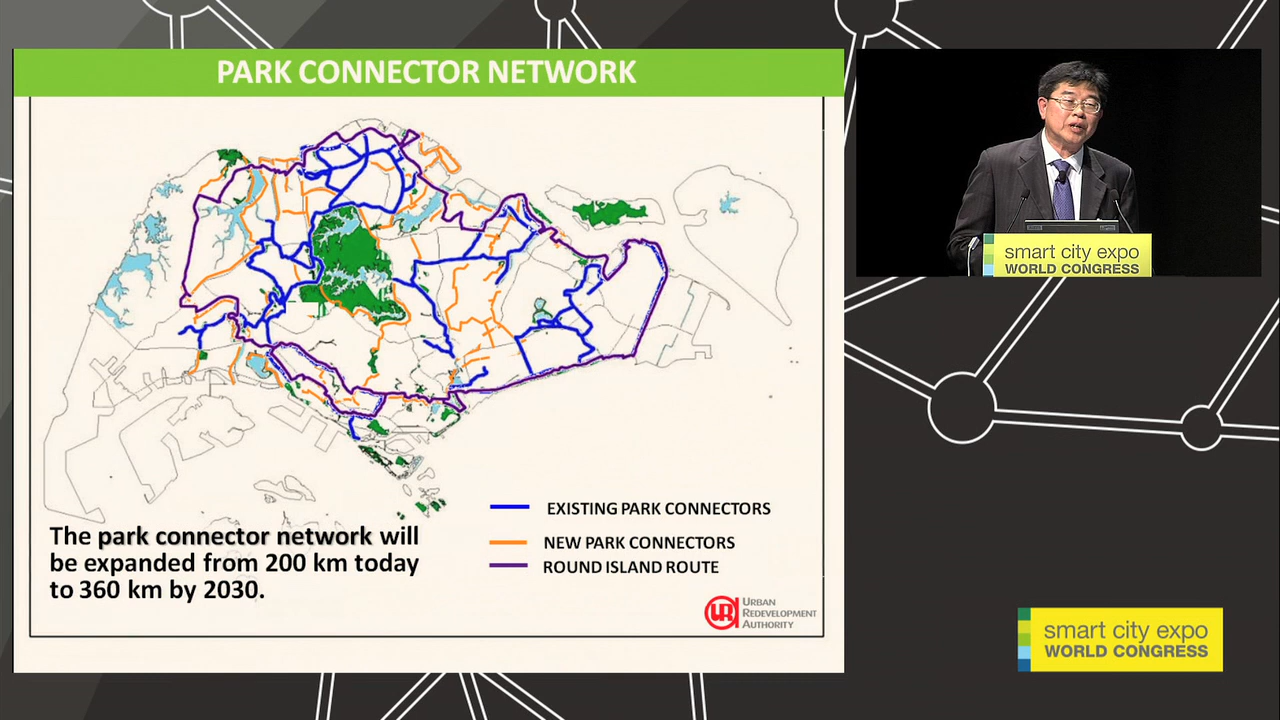 PARK CONNECTOR NETWORK
The park connector network will
be expanded from 200 km today
to 360 km by 2030.
EXISTING PARK CONNECTORS
NEW PARK CONNECTORS
ROUND ISLAND ROUTE
URBAN
REDEVELOPMENT
AUTHORITY
smart city expo
WORLD CONGRESS
smart city expo
WORLD CONGRESS